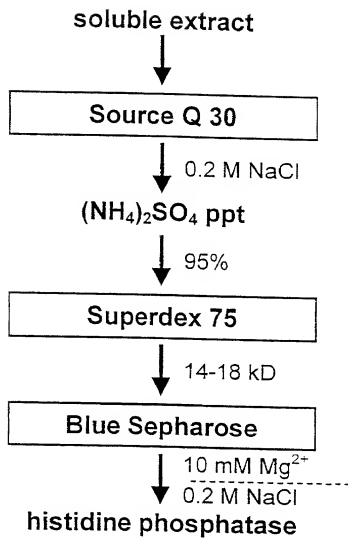 soluble extract
Source Q 30
0.2 M NaCl
(NH₄)₂SO₄ ppt
95%
Superdex 75
14-18 kD
Blue Sepharose
10 mM Mg²⁺
0.2 M NaCl
histidine phosphatase